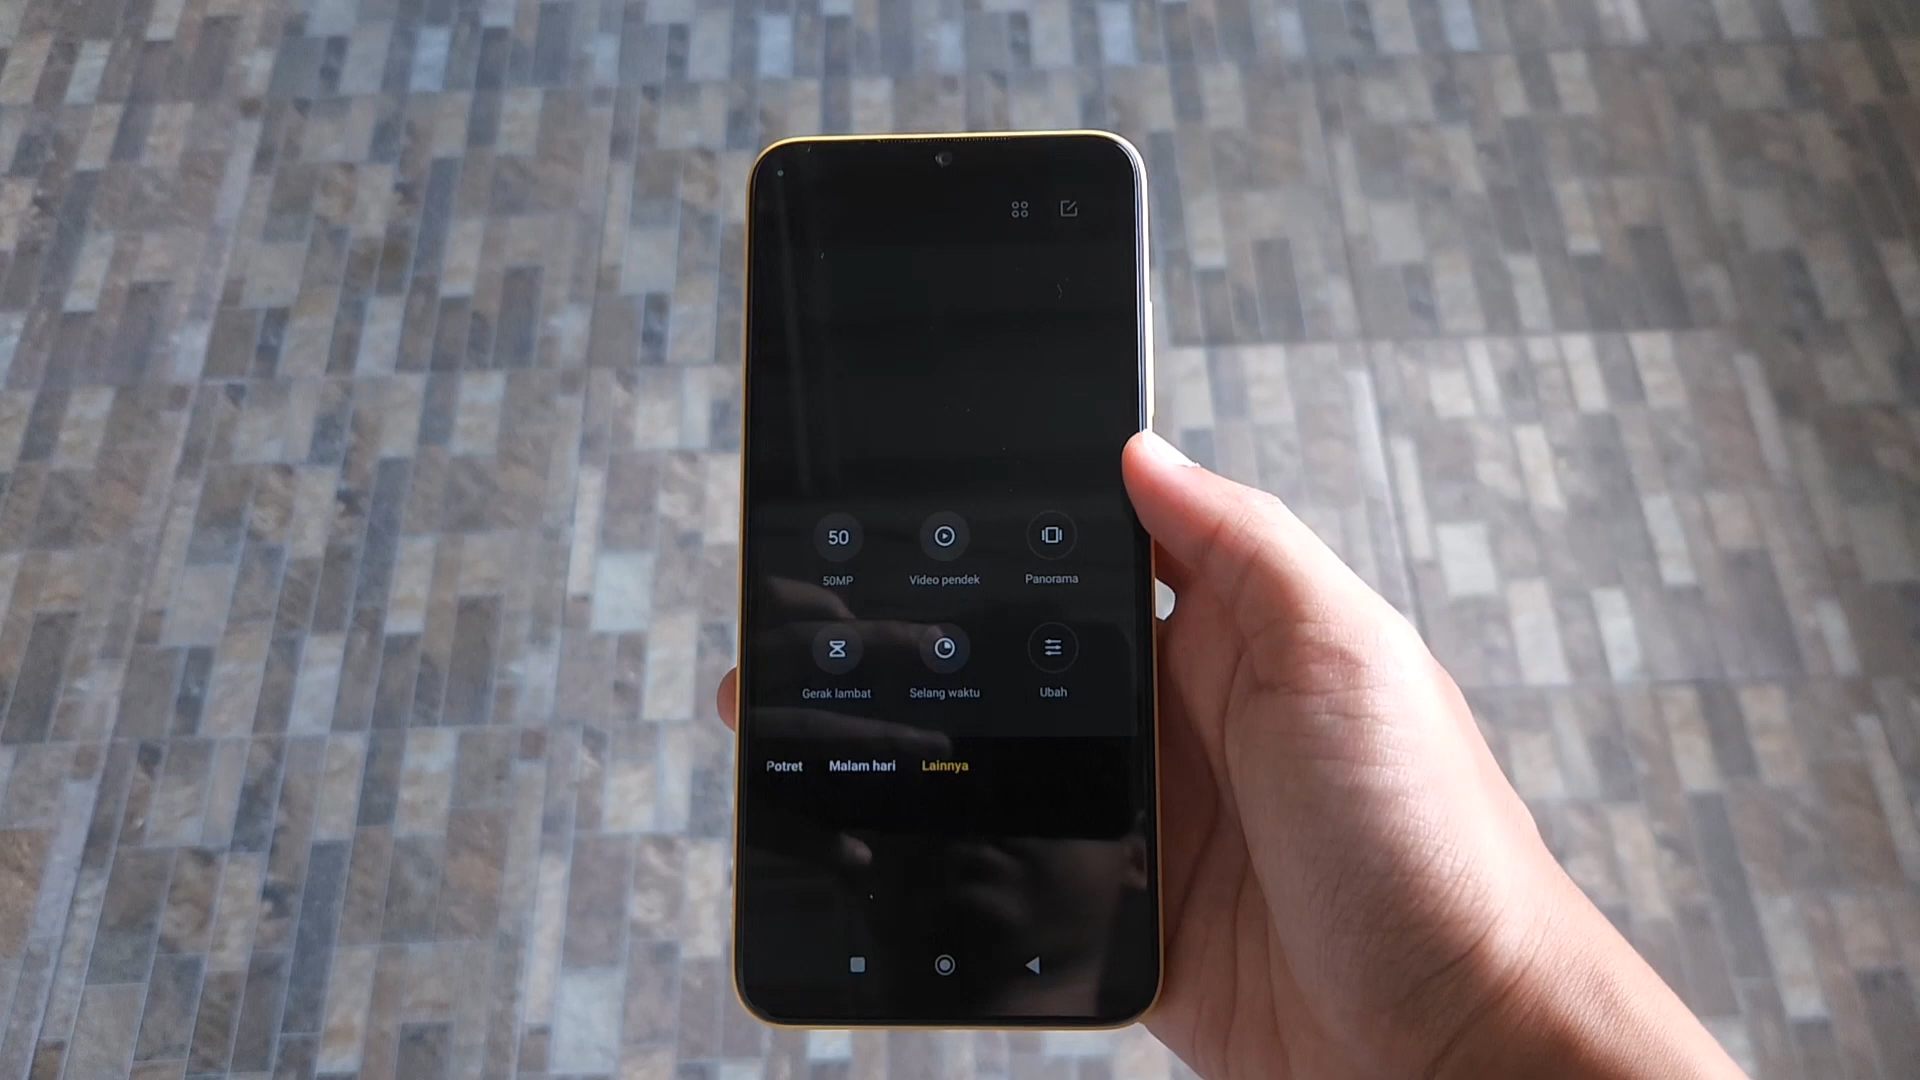 50
50MP Video pendek Panorama
Gerak lambat Selang waktu Ubah
Potret Malam hari Lainnya